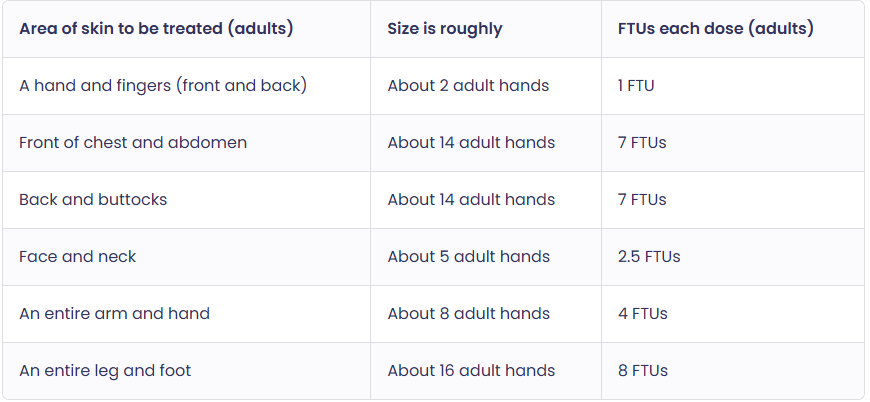 Area of skin to be treated (adults) Size is roughly FTUs each dose (adults)
A hand and fingers (front and back) About 2 adult hands 1 FTU
Front of chest and abdomen About 14 adult hands 7 FTUs
Back and buttocks About 14 adult hands 7 FTUs
Face and neck About 5 adult hands 2.5 FTUs
An entire arm and hand About 8 adult hands 4 FTUs
An entire leg and foot About 16 adult hands 8 FTUs